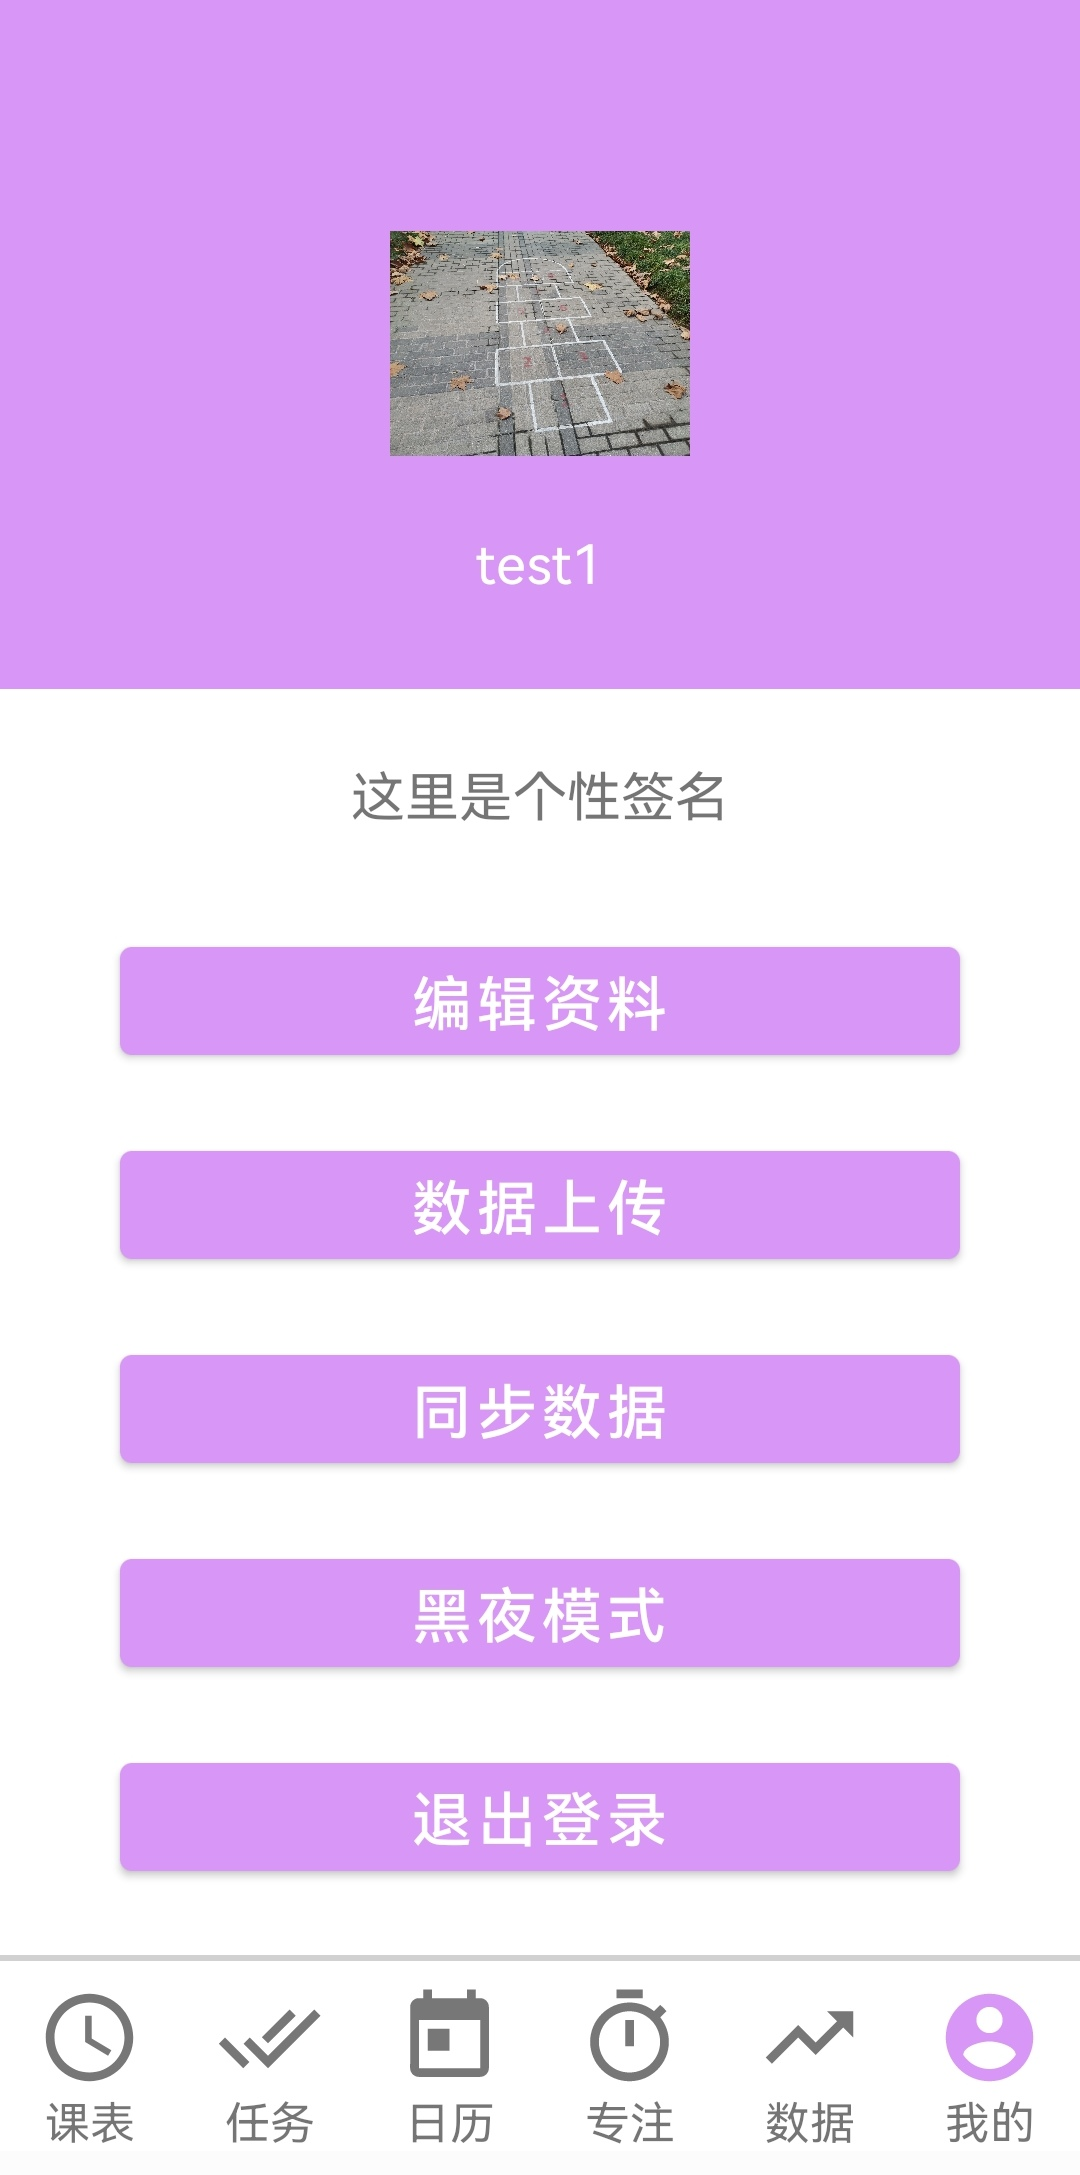 test1
这里是个性签名
编辑资料
数据上传
同步数据
黑夜模式
退出登录
课表 任务 日历 专注 数据 我的